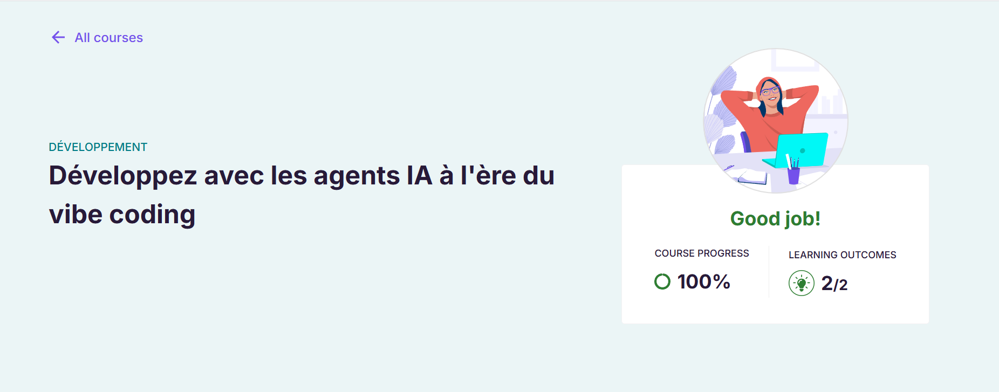 All courses
DÉVELOPPEMENT
Développez avec les agents IA à l'ère du
vibe coding
Good job!
COURSE PROGRESS
100%
LEARNING OUTCOMES
2/2